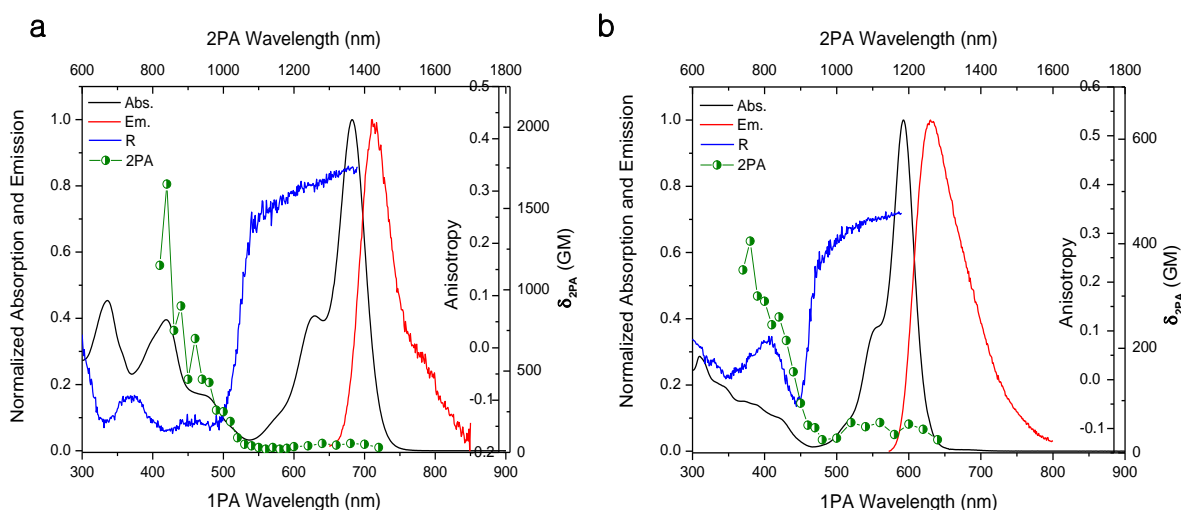 a
2PA Wavelength (nm)
600 800 1000 1200 1400 1600 1800
Normalized Absorption and Emission
1.0
0.8
0.6
0.4
0.2
0.0
Abs.
Em.
R
2PA
Anisotropy
0.5
0.4
0.3
0.2
0.1
0.0
-0.1
-0.2
δ2PA (GM)
2000
1500
1000
500
0
300 400 500 600 700 800 900
1PA Wavelength (nm)
b
2PA Wavelength (nm)
600 800 1000 1200 1400 1600 1800
Normalized Absorption and Emission
1.0
0.8
0.6
0.4
0.2
0.0
Abs.
Em.
R
2PA
Anisotropy
0.6
0.5
0.4
0.3
0.2
0.1
0.0
-0.1
δ2PA (GM)
600
400
200
0
300 400 500 600 700 800 900
1PA Wavelength (nm)